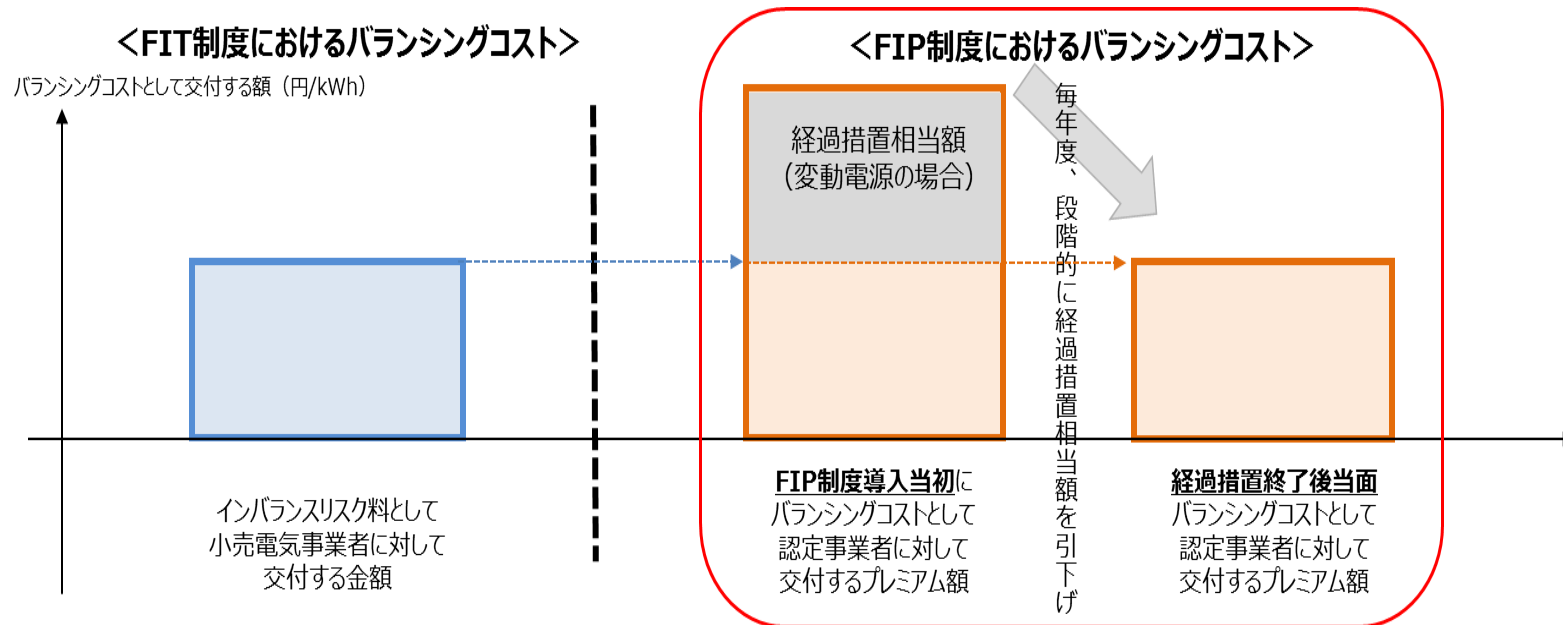 ＜FIT制度におけるバランシングコスト＞
バランシングコストとして交付する額（円/kWh）
インバランスリスク料として
小売電気事業者に対して
交付する金額
＜FIP制度におけるバランシングコスト＞
経過措置相当額
（変動電源の場合）
毎年度、段階的に経過措置相当額を引下げ
FIP制度導入当初に
バランシングコストとして
認定事業者に対して
交付するプレミアム額
経過措置終了後当面
バランシングコストとして
認定事業者に対して
交付するプレミアム額